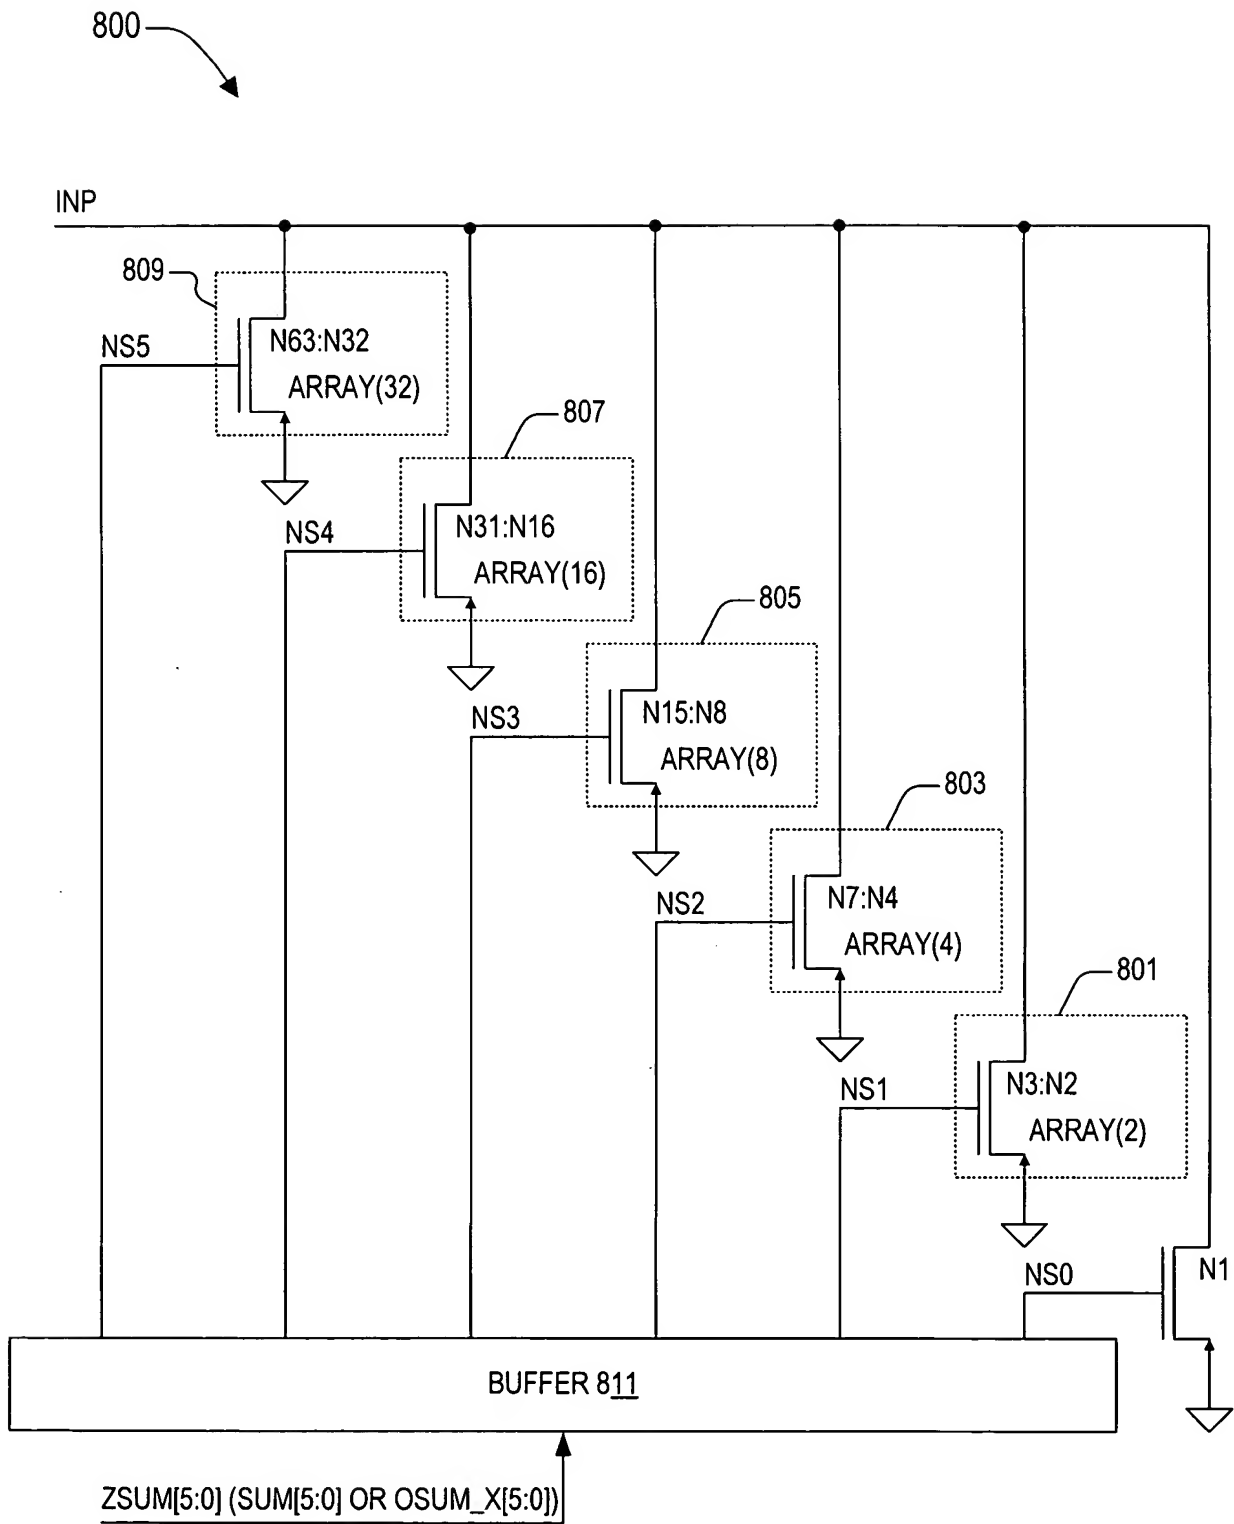 800
INP
809
NS5
N63:N32
ARRAY(32)
807
NS4
N31:N16
ARRAY(16)
805
NS3
N15:N8
ARRAY(8)
803
NS2
N7:N4
ARRAY(4)
801
NS1
N3:N2
ARRAY(2)
NS0
N1
BUFFER 811
ZSUM[5:0] (SUM[5:0] OR OSUM_X[5:0])